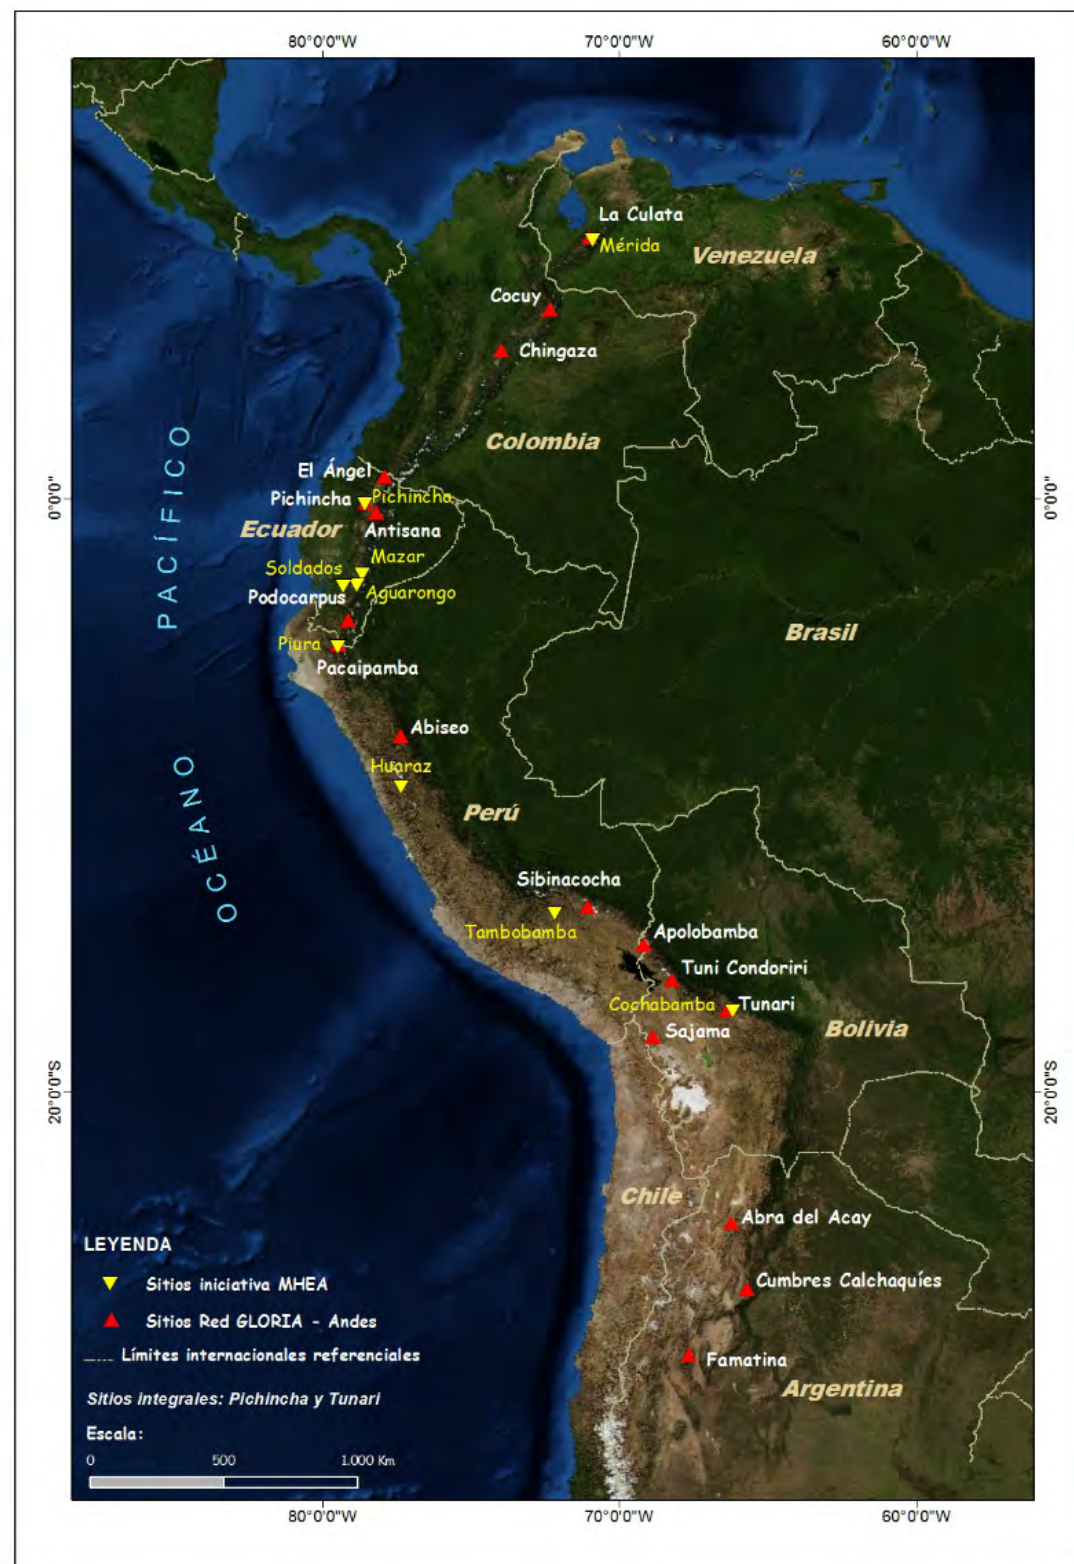 80°0'0"W
70°0'0"W
60°0'0"W
La Culata
Mérida
Venezuela
Cocuy
Chingaza
Colombia
El Ángel
Pichincha
Pichincha
0°0'0"
0°0'0"
Antisana
Ecuador
Mazar
Soldados
Aguarongo
Podocarpus
Brasil
Piura
Pacaipamba
Abiseo
Huaraz
OCÉANO PACÍFICO
Perú
Sibinacocha
Tambobamba
Apolobamba
Tuni Condoriri
Cochabamba
Tunari
Bolivia
Sajama
20°0'0"S
20°0'0"S
Chile
Abra del Acay
Cumbres Calchaquíes
Famatina
Argentina
LEYENDA
Sitios iniciativa MHEA
Sitios Red GLORIA - Andes
Límites internacionales referenciales
Sitios integrales: Pichincha y Tunari
Escala:
0 500 1.000 Km
80°0'0"W
70°0'0"W
60°0'0"W